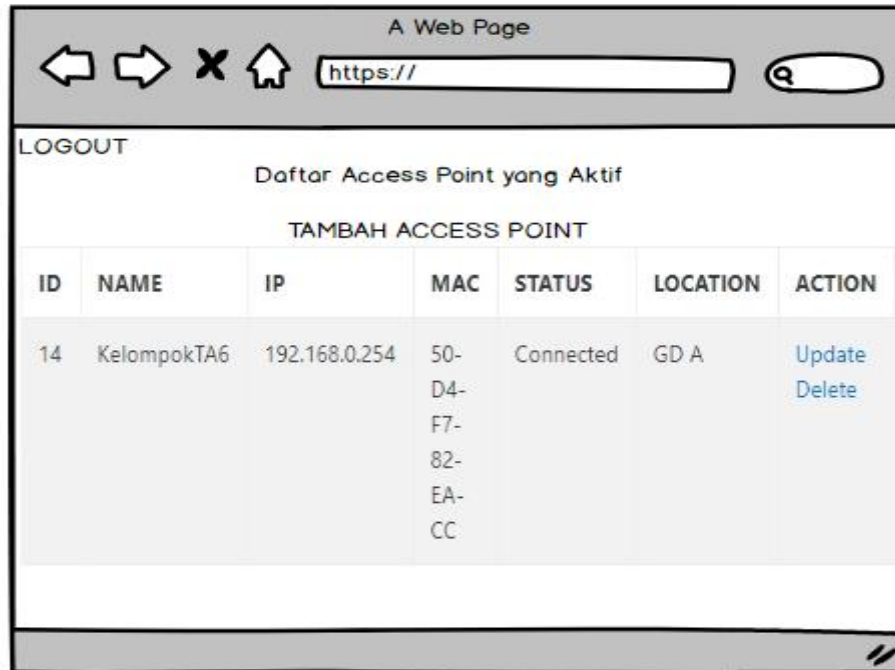 A Web Page
https://
LOGOUT
Daftar Access Point yang Aktif
TAMBAH ACCESS POINT
ID NAME IP MAC STATUS LOCATION ACTION
14 KelompokTA6 192.168.0.254 50- Connected GD A Update
D4- Delete
F7-
82-
EA-
CC